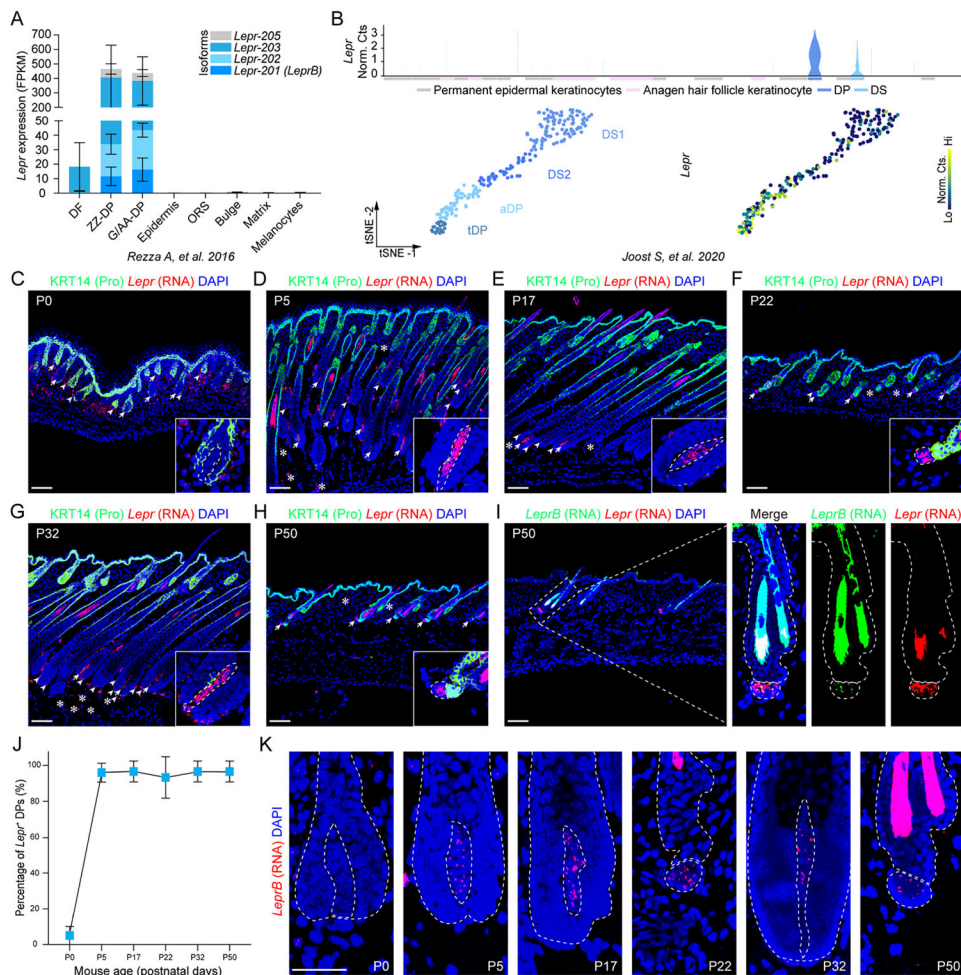 A
Lepr expression (FPKM)
700
600
500
400
300
200
100
50
40
30
20
10
0
Isoforms
Lepr-205
Lepr-203
Lepr-202
Lepr-201 (LeprB)
DF
ZZ-DP
G/AA-DP
Epidermis
ORS
Bulge
Matrix
Melanocytes
Rezza A, et al. 2016
B
Lepr
Norm. Cts.
3
2
1
0
Permanent epidermal keratinocytes
Anagen hair follicle keratinocyte
DP
DS
DS1
DS2
aDP
tDP
tSNE -2
tSNE -1
Lepr
Hi
Norm. Cts.
Lo
Joost S, et al. 2020
C
KRT14 (Pro) Lepr (RNA) DAPI
P0
D
KRT14 (Pro) Lepr (RNA) DAPI
P5
E
KRT14 (Pro) Lepr (RNA) DAPI
P17
F
KRT14 (Pro) Lepr (RNA) DAPI
P22
G
KRT14 (Pro) Lepr (RNA) DAPI
P32
H
KRT14 (Pro) Lepr (RNA) DAPI
P50
I
LeprB (RNA) Lepr (RNA) DAPI
P50
Merge
LeprB (RNA)
Lepr (RNA)
J
Percentage of Lepr⁺ DPs (%)
100
80
60
40
20
0
P0
P5
P17
P22
P32
P50
Mouse age (postnatal days)
K
LeprB (RNA) DAPI
P0
P5
P17
P22
P32
P50